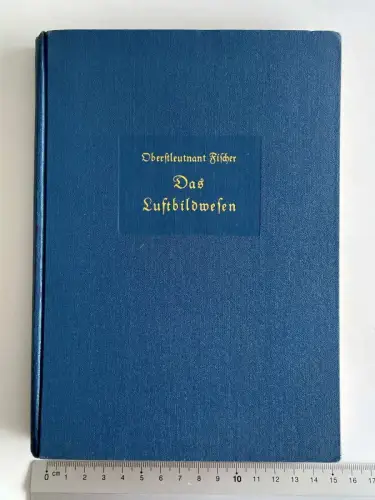 Oberstleutnant Fischer
Das
Luftbildwesen
0 cm 1 2 3 4 5 6 7 8 9 10 11 12 13 14 15 16 17